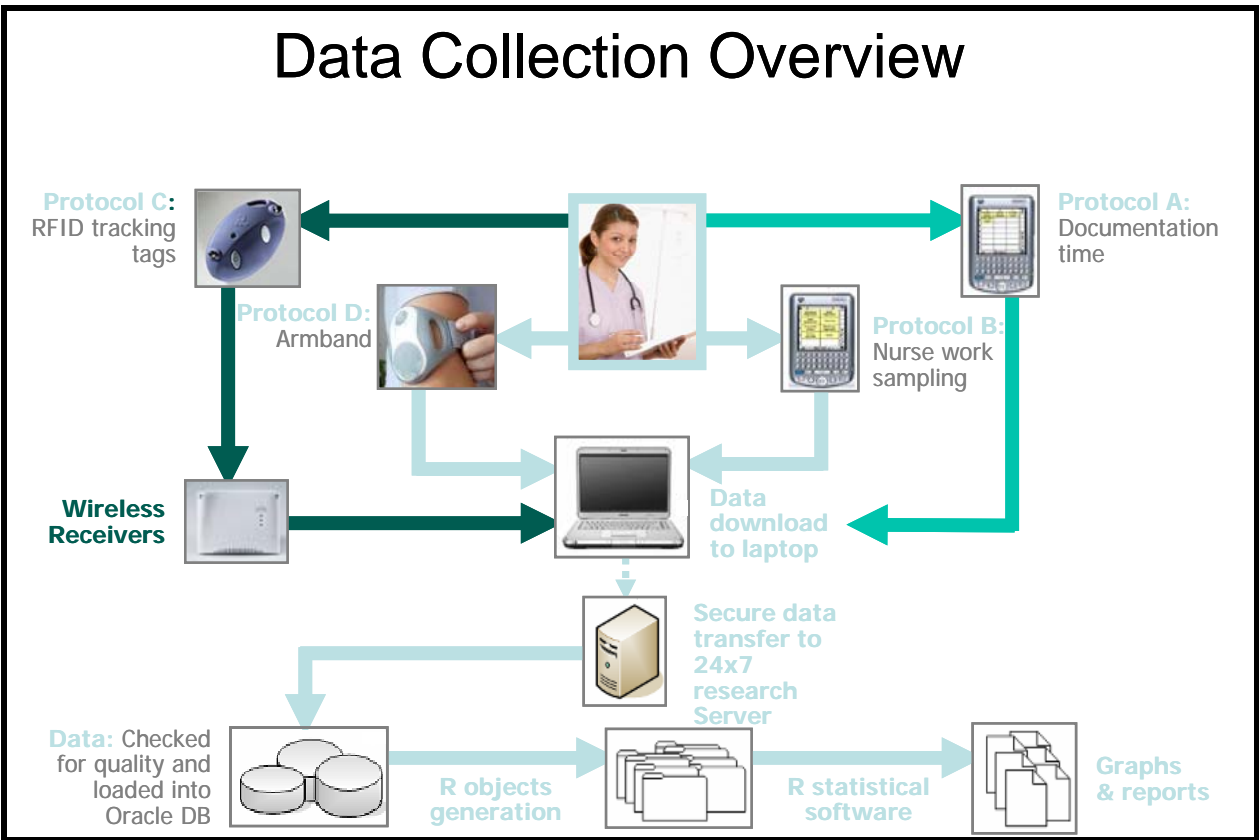 Data Collection Overview
Protocol C:
RFID tracking
tags
Protocol A:
Documentation
time
Protocol D:
Armband
Protocol B:
Nurse work
sampling
Wireless
Receivers
Data
download
to laptop
Secure data
transfer to
24x7
research
Server
Data: Checked
for quality and
loaded into
Oracle DB
R objects
generation
R statistical
software
Graphs
& reports